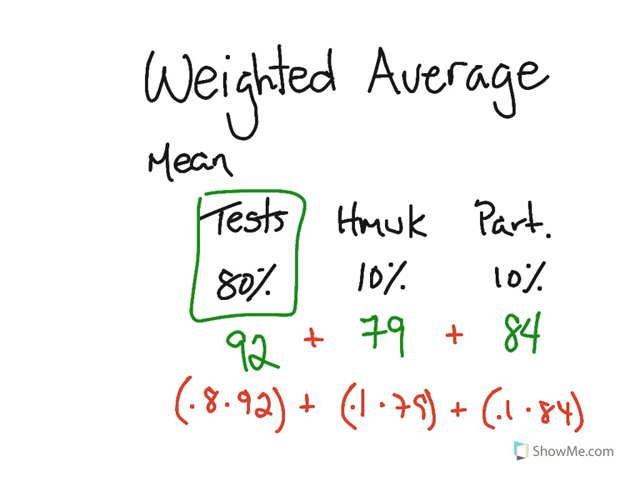 Weighted Average
Mean
Tests Hmwk Part.
80% 10% 10%
92 + 79 + 84
(.8·92) + (.1·79) + (.1·84)
ShowMe.com